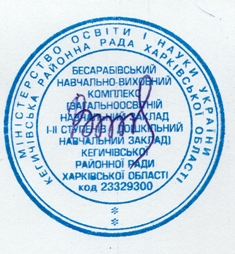 МІНІСТЕРСТВО ОСВІТИ І НАУКИ УКРАЇНИ
КЕГИЧІВСЬКА РАЙОННА РАДА ХАРКІВСЬКОЇ ОБЛАСТІ
БЕСАРАБІВСЬКИЙ
НАВЧАЛЬНО-ВИХОВНИЙ
КОМПЛЕКС
(ЗАГАЛЬНООСВІТНІЙ
НАВЧАЛЬНИЙ ЗАКЛАД
І-ІІ СТУПЕНІВ ДОШКІЛЬНИЙ
НАВЧАЛЬНИЙ ЗАКЛАД)
КЕГИЧІВСЬКОЇ
РАЙОННОЇ РАДИ
ХАРКІВСЬКОЇ ОБЛАСТІ
КОД 23329300